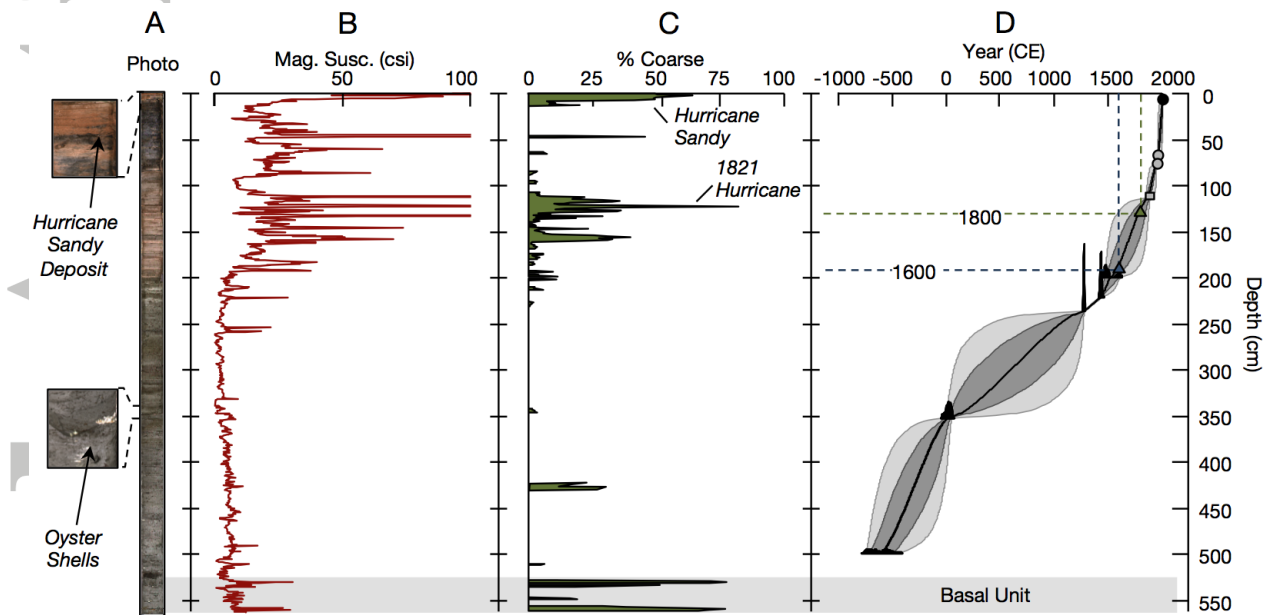 A
B
C
D
Photo
Mag. Susc. (csi)
% Coarse
Year (CE)
0 50 100
0 25 50 75 100
-1000 -500 0 500 1000 1500 2000
Hurricane
Sandy
Deposit
Hurricane
Sandy
1821
Hurricane
1800
1600
Oyster
Shells
Basal Unit
0
50
100
150
200
250
300
350
400
450
500
550
Depth (cm)